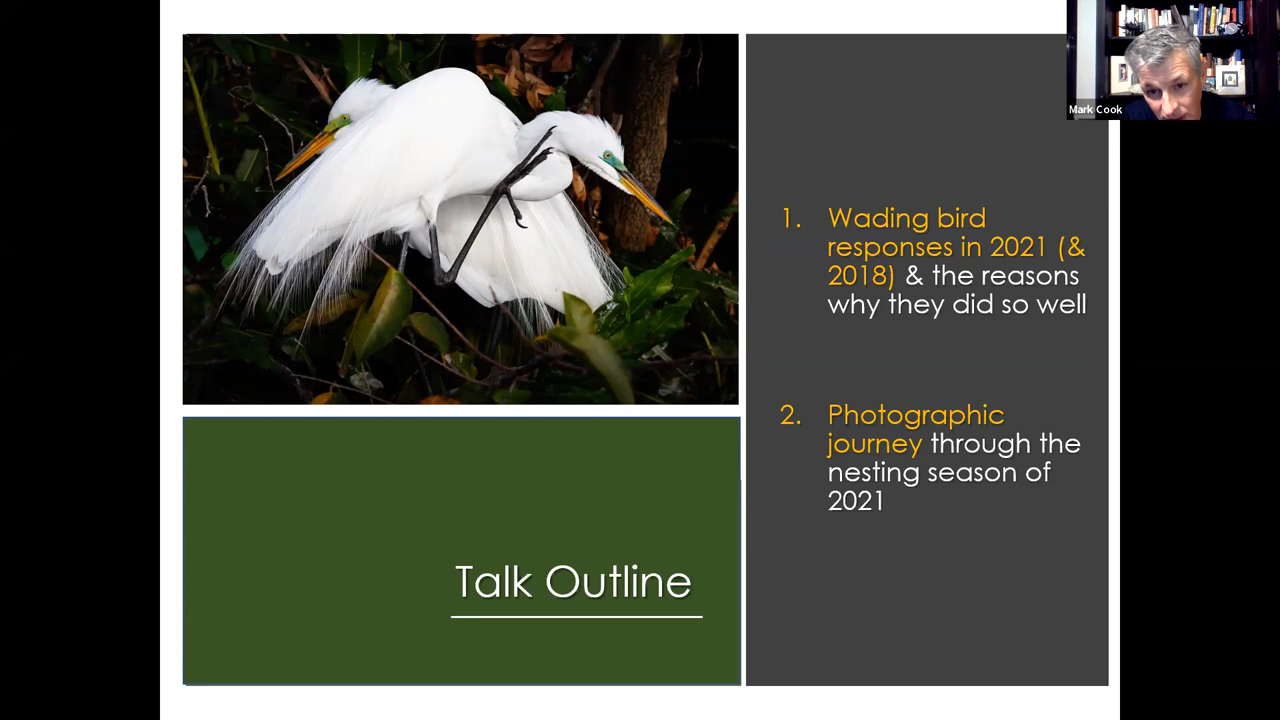 Mark Cook
1. Wading bird
responses in 2021 (&
2018) & the reasons
why they did so well
2. Photographic
journey through the
nesting season of
2021
Talk Outline